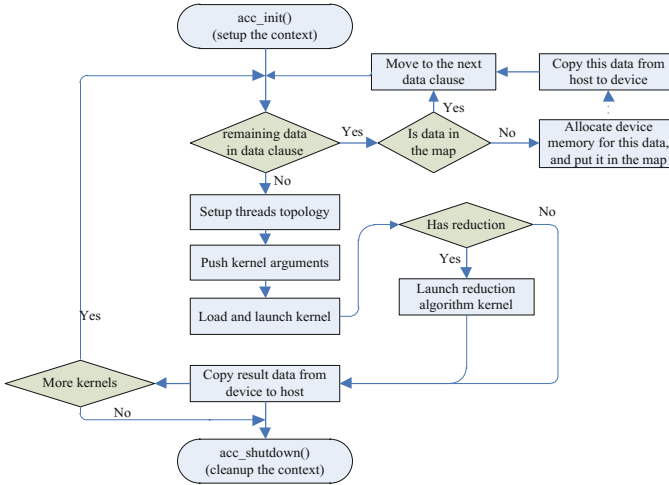 acc_init()
(setup the context)
Move to the next
data clause
Copy this data from
host to device
Yes
remaining data
in data clause
Yes
Is data in
the map
No
Allocate device
memory for this data,
and put it in the map
No
Setup threads topology
Has reduction
No
Push kernel arguments
Yes
Load and launch kernel
Launch reduction
algorithm kernel
Yes
More kernels
Copy result data from
device to host
No
acc_shutdown()
(cleanup the context)